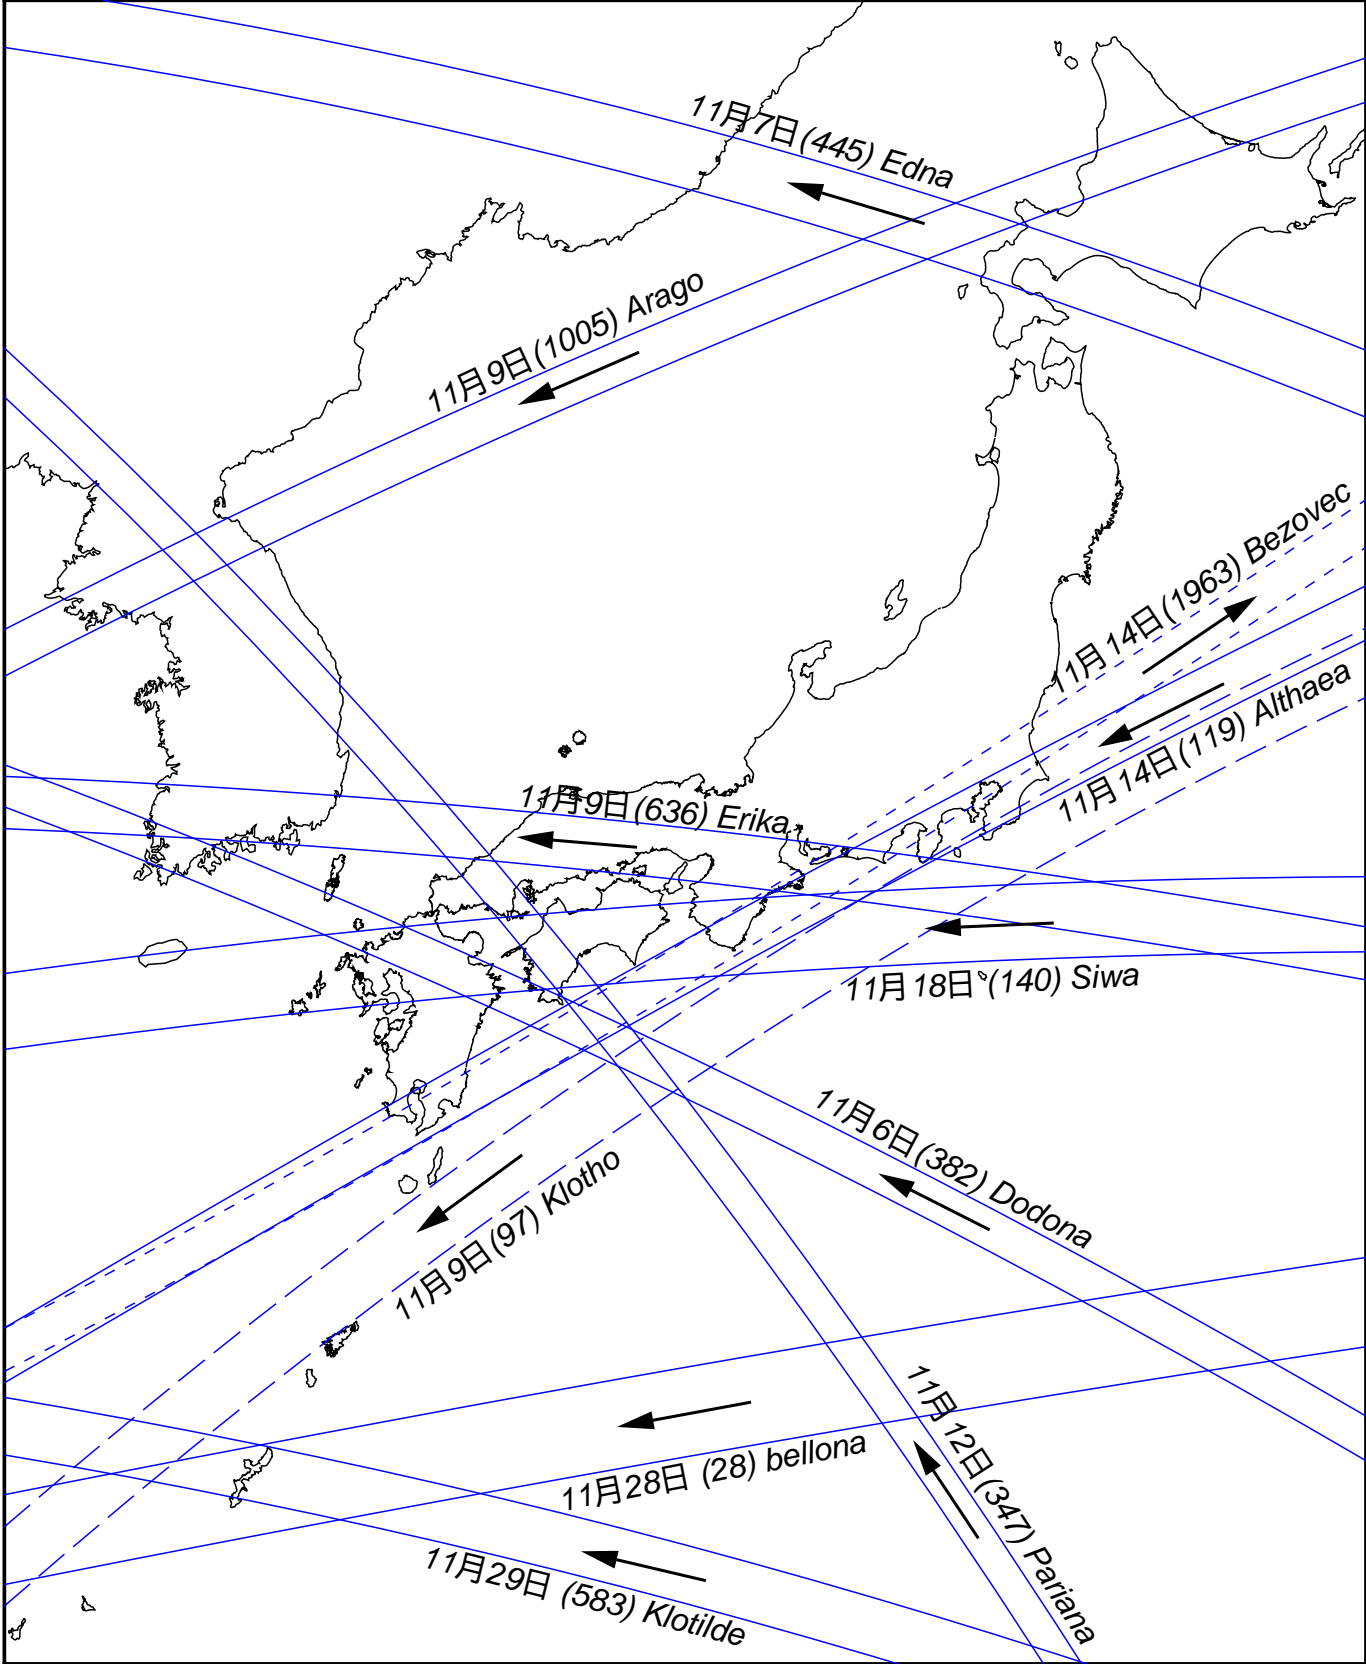 11月7日(445) Edna
11月9日(1005) Arago
11月14日(1963) Bezovec
11月14日(119) Althaea
11月9日(636) Erika
11月18日 (140) Siwa
11月6日(382) Dodona
11月9日(97) Klotho
11月12日(347) Pariana
11月28日 (28) bellona
11月29日 (583) Klotilde